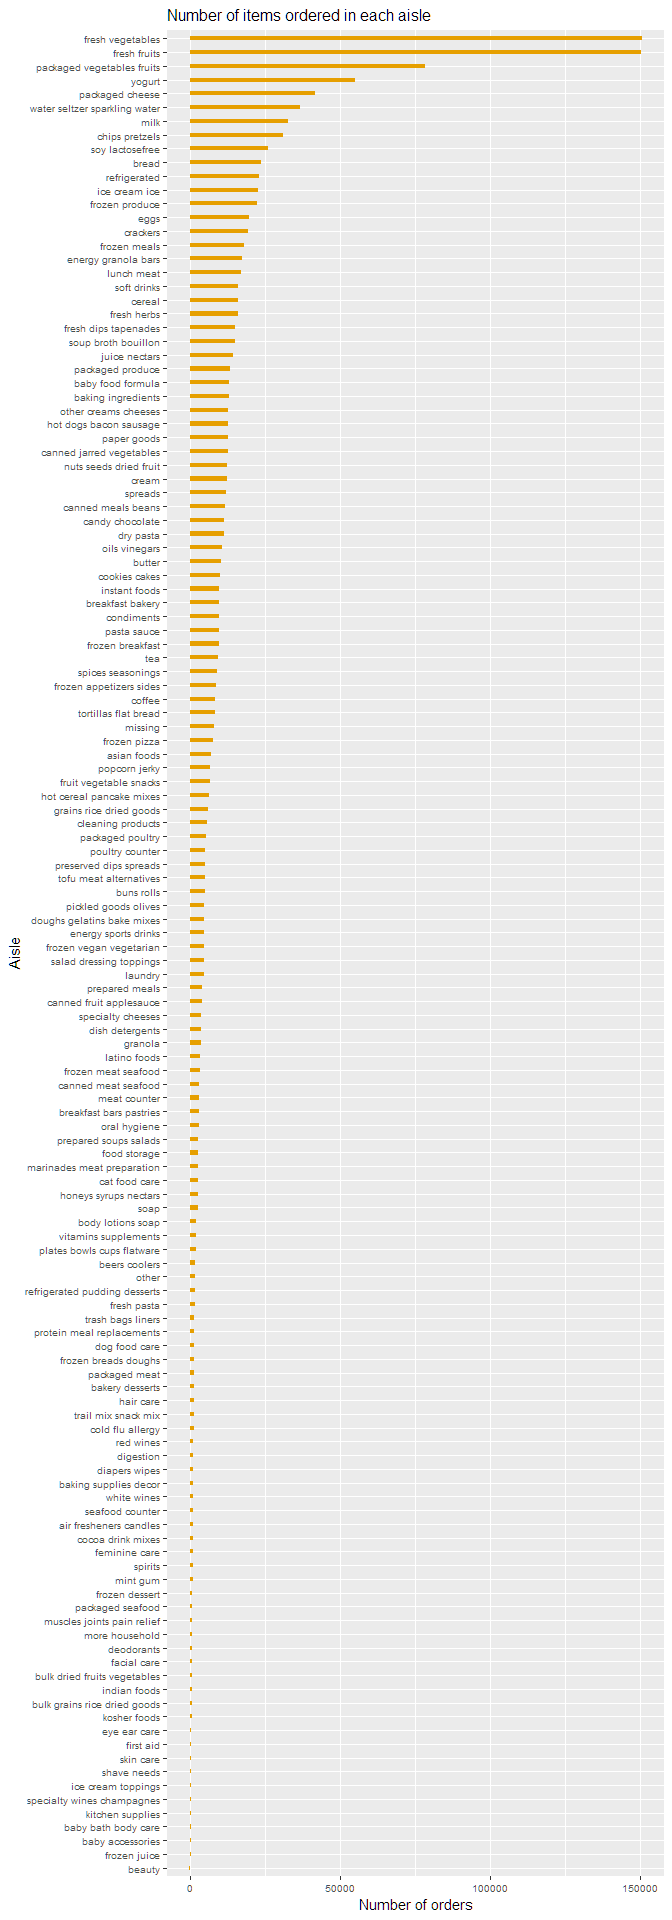 Number of items ordered in each aisle
fresh vegetables
fresh fruits
packaged vegetables fruits
yogurt
packaged cheese
water seltzer sparkling water
milk
chips pretzels
soy lactosefree
bread
refrigerated
ice cream ice
frozen produce
eggs
crackers
frozen meals
energy granola bars
lunch meat
soft drinks
cereal
fresh herbs
fresh dips tapenades
soup broth bouillon
juice nectars
packaged produce
baby food formula
baking ingredients
other creams cheeses
hot dogs bacon sausage
paper goods
canned jarred vegetables
nuts seeds dried fruit
cream
spreads
canned meals beans
candy chocolate
dry pasta
oils vinegars
butter
cookies cakes
instant foods
breakfast bakery
condiments
pasta sauce
frozen breakfast
tea
spices seasonings
frozen appetizers sides
coffee
tortillas flat bread
missing
frozen pizza
asian foods
popcorn jerky
fruit vegetable snacks
hot cereal pancake mixes
grains rice dried goods
cleaning products
packaged poultry
poultry counter
preserved dips spreads
tofu meat alternatives
buns rolls
pickled goods olives
doughs gelatins bake mixes
energy sports drinks
frozen vegan vegetarian
salad dressing toppings
laundry
prepared meals
canned fruit applesauce
specialty cheeses
dish detergents
granola
latino foods
frozen meat seafood
canned meat seafood
meat counter
breakfast bars pastries
oral hygiene
prepared soups salads
food storage
marinades meat preparation
cat food care
honeys syrups nectars
soap
body lotions soap
vitamins supplements
plates bowls cups flatware
beers coolers
other
refrigerated pudding desserts
fresh pasta
trash bags liners
protein meal replacements
dog food care
frozen breads doughs
packaged meat
bakery desserts
hair care
trail mix snack mix
cold flu allergy
red wines
digestion
diapers wipes
baking supplies decor
white wines
seafood counter
air fresheners candles
cocoa drink mixes
feminine care
spirits
mint gum
frozen dessert
packaged seafood
muscles joints pain relief
more household
deodorants
facial care
bulk dried fruits vegetables
indian foods
bulk grains rice dried goods
kosher foods
eye ear care
first aid
skin care
shave needs
ice cream toppings
specialty wines champagnes
kitchen supplies
baby bath body care
baby accessories
frozen juice
beauty
Aisle
0 50000 100000 150000
Number of orders